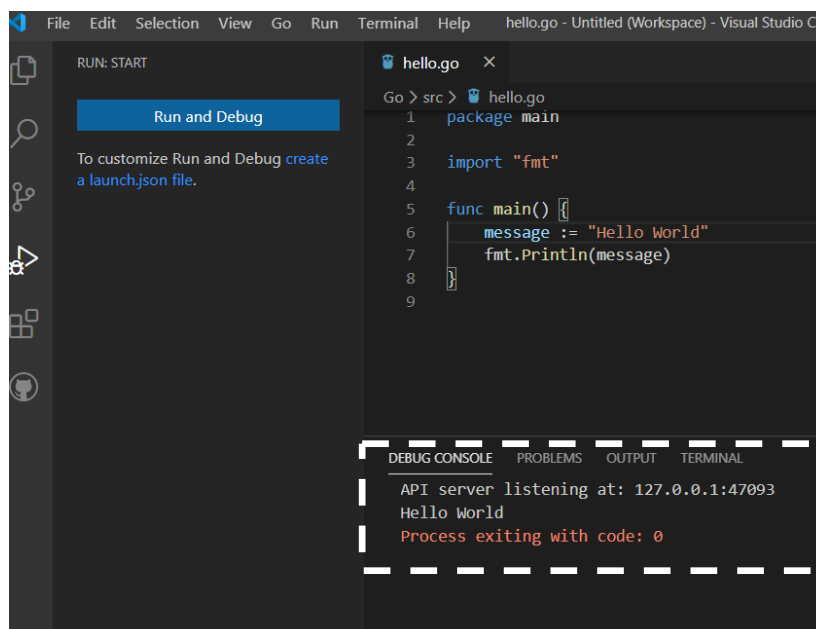 File Edit Selection View Go Run Terminal Help hello.go - Untitled (Workspace) - Visual Studio C
RUN: START
Run and Debug
To customize Run and Debug create
a launch.json file.
hello.go
Go > src > hello.go
1 package main
2
3 import "fmt"
4
5 func main() {
6 message := "Hello World"
7 fmt.Println(message)
8 }
9
DEBUG CONSOLE PROBLEMS OUTPUT TERMINAL
API server listening at: 127.0.0.1:47093
Hello World
Process exiting with code: 0